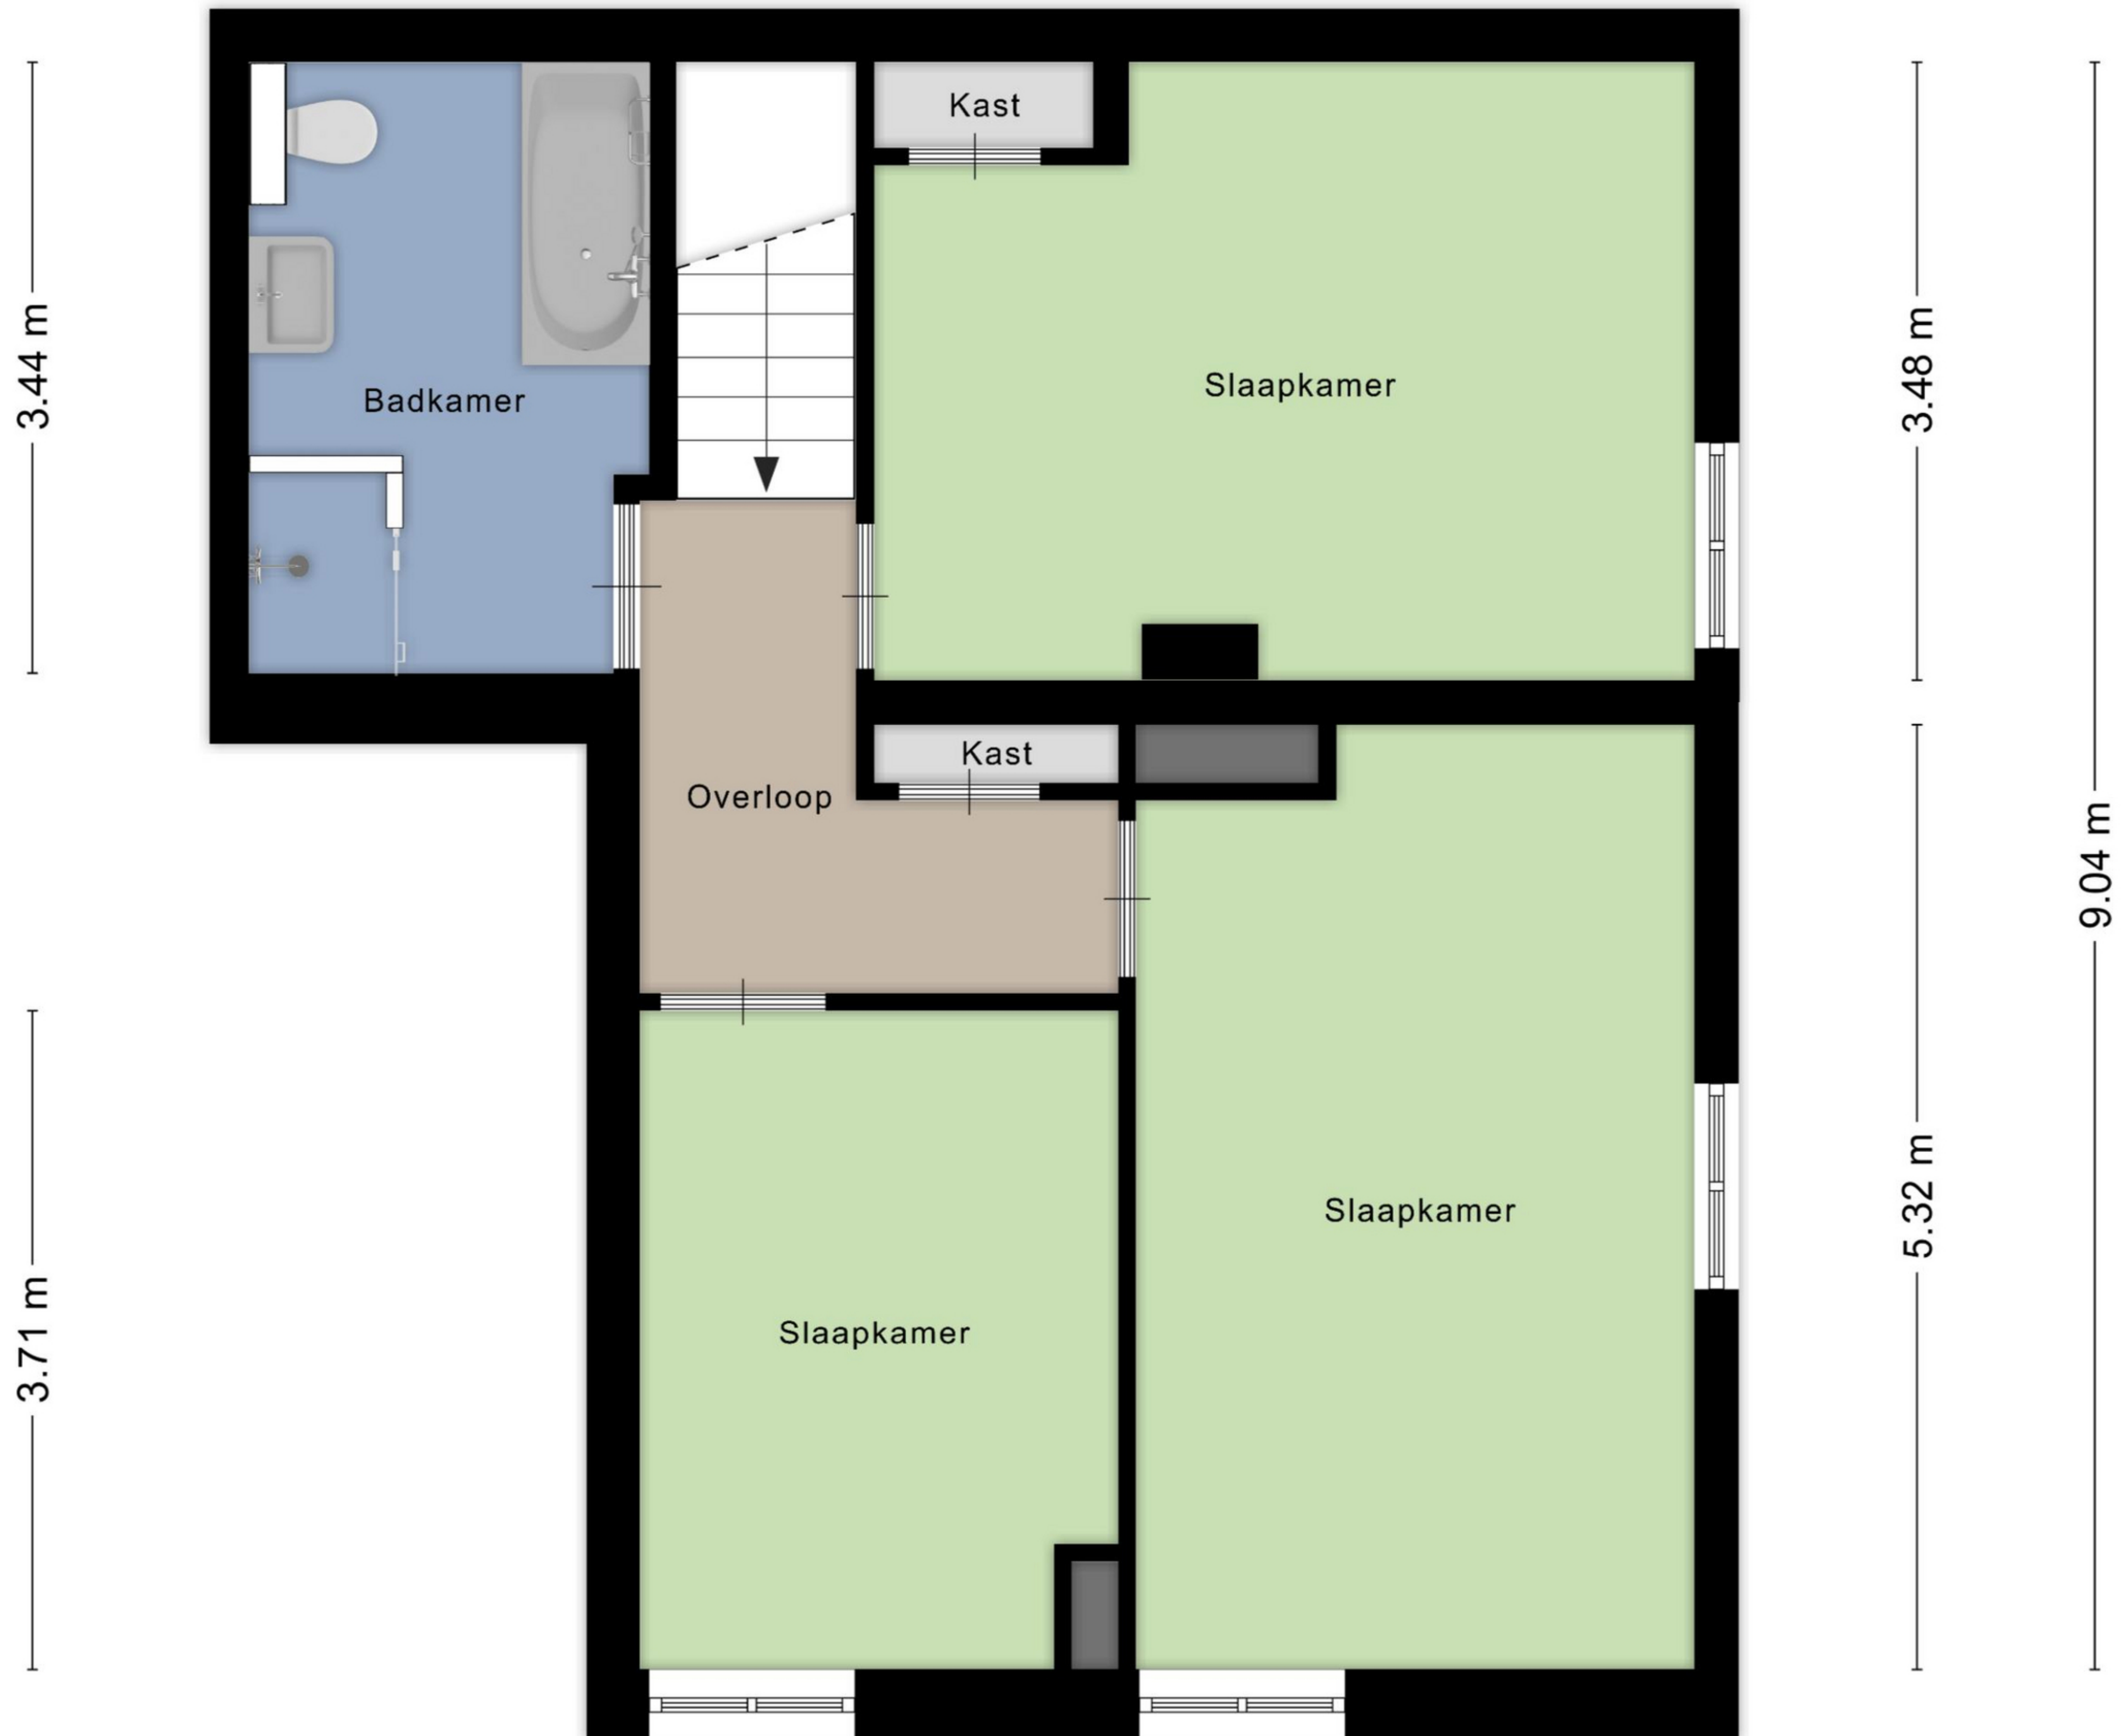 Kast
3.44 m
Badkamer
Slaapkamer
3.48 m
Kast
Overloop
9.04 m
3.71 m
Slaapkamer
Slaapkamer
5.32 m